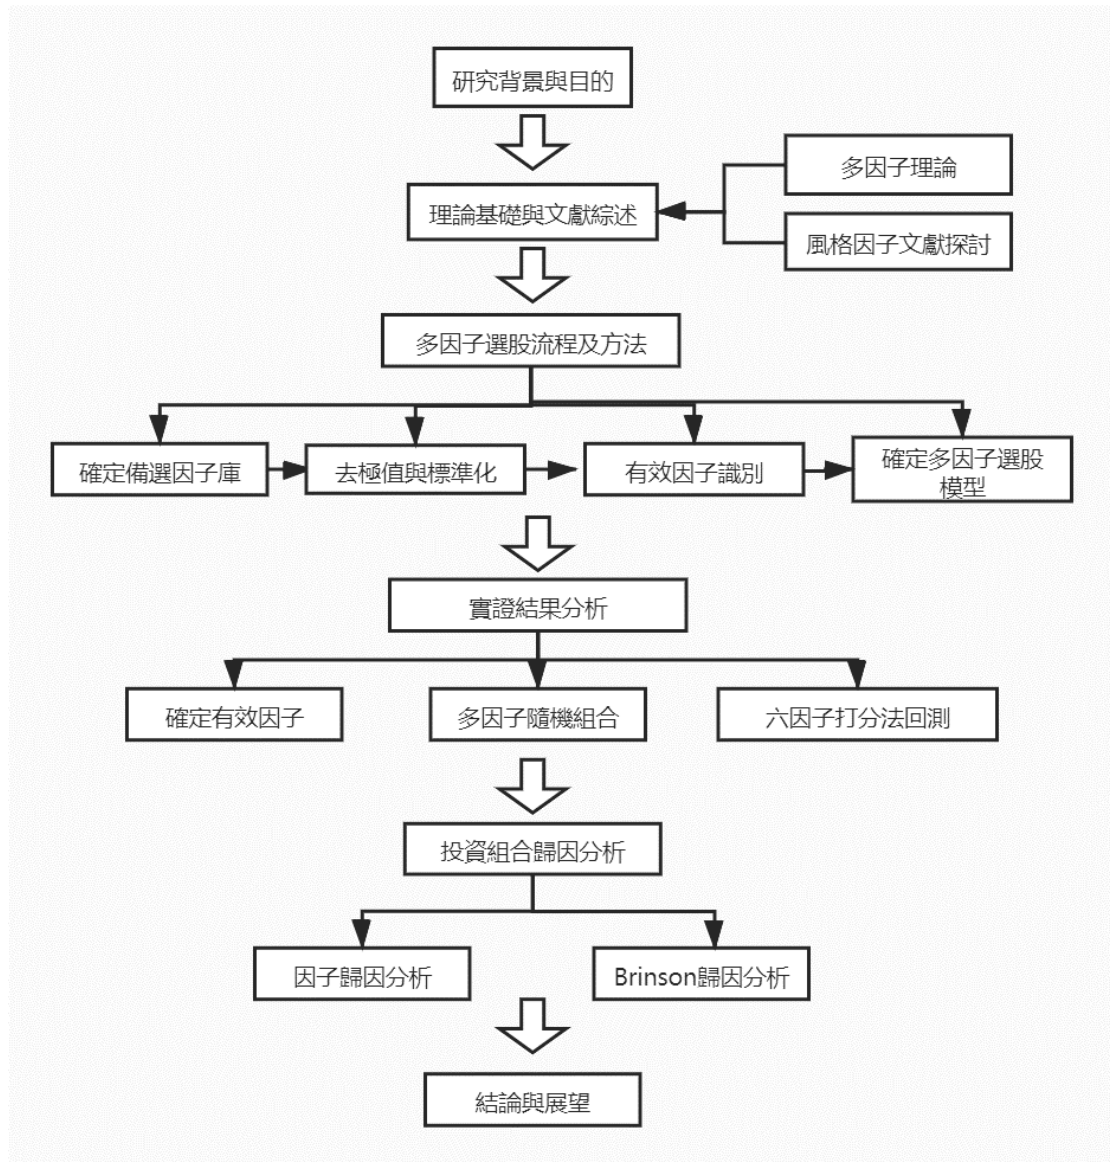 研究背景與目的
多因子理論
理論基礎與文獻綜述
風格因子文獻探討
多因子選股流程及方法
確定備選因子庫
去極值與標準化
有效因子識別
確定多因子選股
模型
實證結果分析
確定有效因子
多因子隨機組合
六因子打分法回測
投資組合歸因分析
因子歸因分析
Brinson歸因分析
結論與展望